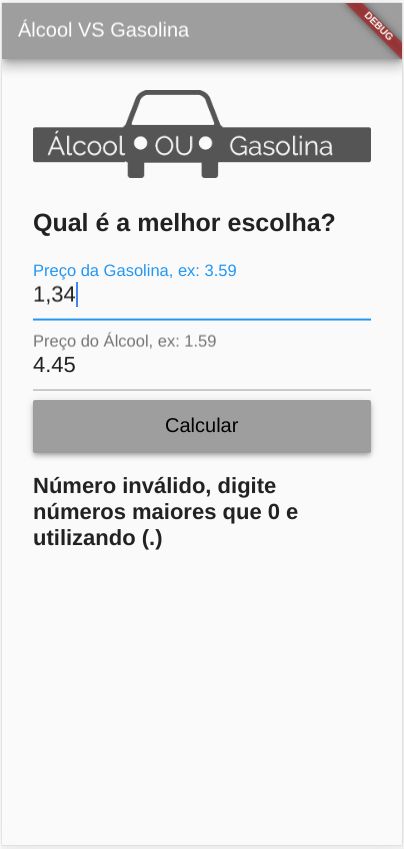 Álcool VS Gasolina
DEBUG
Álcool OU Gasolina
Qual é a melhor escolha?
Preço da Gasolina, ex: 3.59
1,34
Preço do Álcool, ex: 1.59
4.45
Calcular
Número inválido, digite
números maiores que 0 e
utilizando (.)